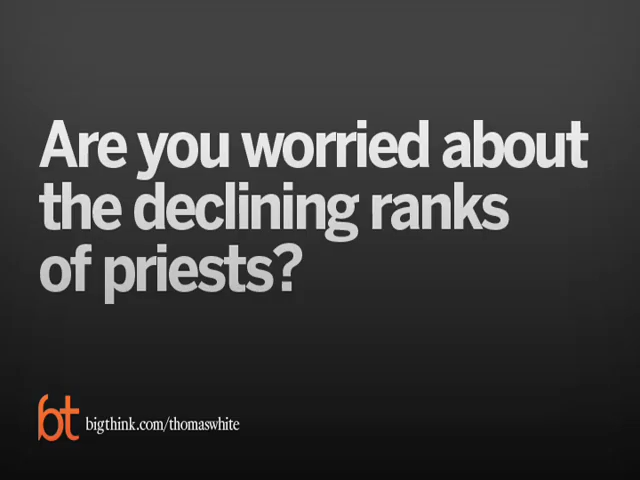 Are you worried about
the declining ranks
of priests?
bt
bigthink.com/thomaswhite